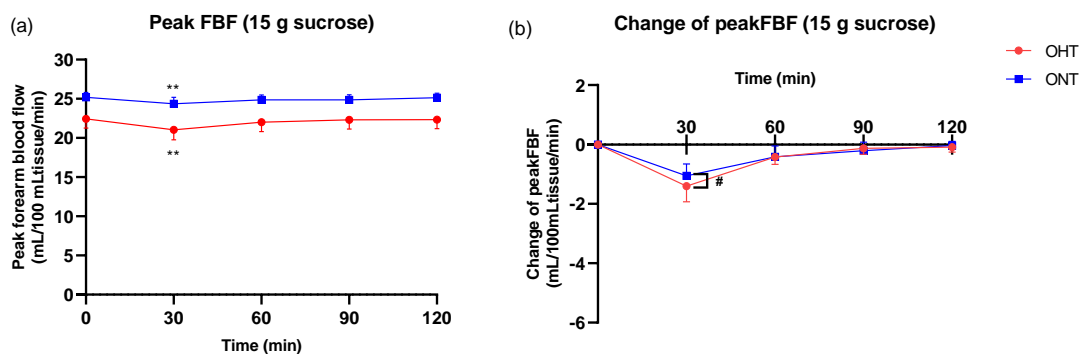 (a)
Peak FBF (15 g sucrose)
Peak forearm blood flow
(mL/100 mLtissue/min)
30
25
20
15
10
5
0
**
**
0 30 60 90 120
Time (min)
(b)
Change of peakFBF (15 g sucrose)
OHT
ONT
Time (min)
30 60 90 120
Change of peakFBF
(mL/100mLtissue/min)
2
0
-2
-4
-6
#